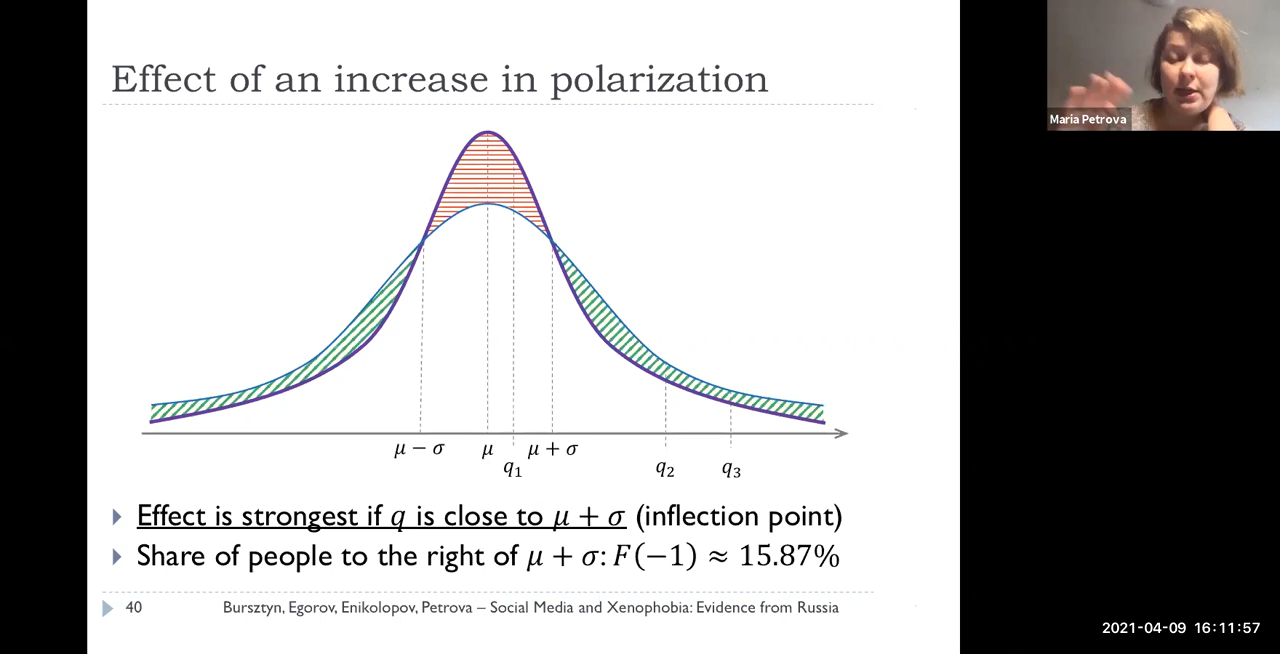 Effect of an increase in polarization
Maria Petrova
μ − σ μ μ + σ
q₁ q₂ q₃
Effect is strongest if q is close to μ + σ (inflection point)
Share of people to the right of μ + σ: F(−1) ≈ 15.87%
40 Bursztyn, Egorov, Enikolopov, Petrova – Social Media and Xenophobia: Evidence from Russia
2021-04-09 16:11:57